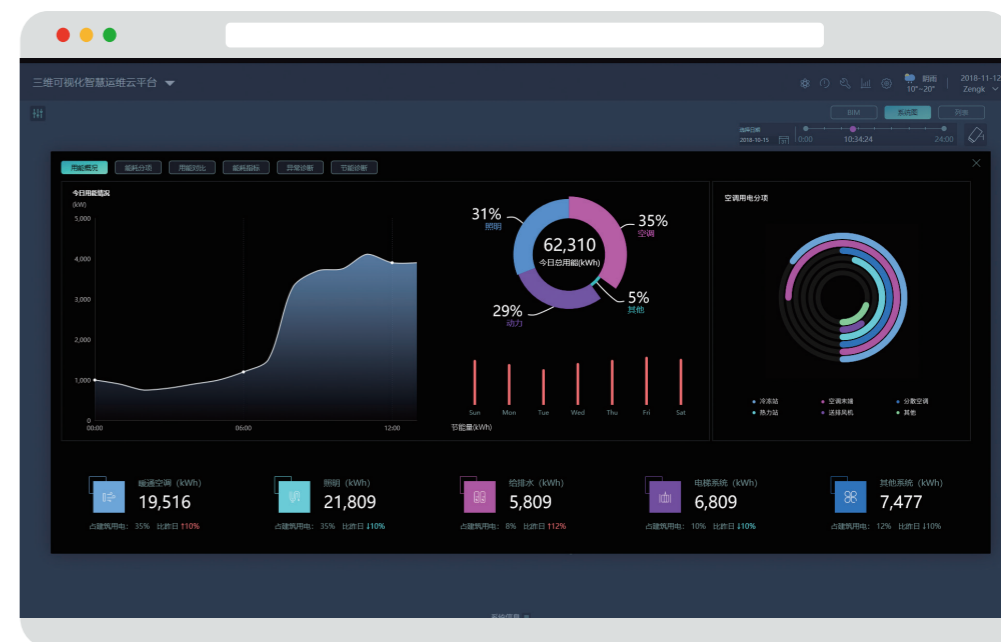 三维可视化智慧运维云平台
阴雨
10°~20°
2018-11-12
Zengk
BIM
系统图
列表
选择日期
2018-10-15
0:00
10:34:24
24:00
用能概况
能耗分项
用能对比
能耗指标
异常诊断
节能诊断
今日用能情况
(kW)
5,000
4,000
3,000
2,000
1,000
0
00:00
06:00
12:00
31%
照明
35%
空调
62,310
今日总用能(kWh)
5%
其他
29%
动力
Sun Mon Tue Wed Thu Fri Sat
节能量(kWh)
空调用电分项
冷冻站
空调末端
分散空调
热力站
送排风机
其他
暖通空调 (kWh)
19,516
占建筑用电: 35% 比昨日 ↑10%
照明 (kWh)
21,809
占建筑用电: 35% 比昨日 ↓10%
给排水 (kWh)
5,809
占建筑用电: 8% 比昨日 ↑12%
电梯系统 (kWh)
6,809
占建筑用电: 10% 比昨日 ↓10%
其他系统 (kWh)
7,477
占建筑用电: 12% 比昨日 ↓10%
系统信息